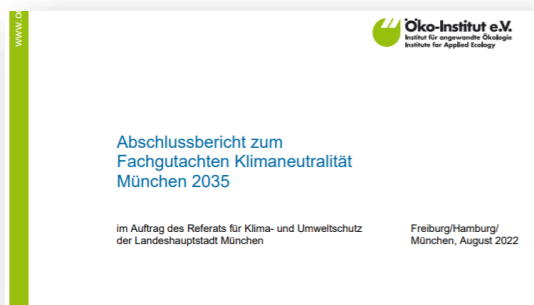 Öko-Institut e.V.
Institut für angewandte Ökologie
Institute for Applied Ecology
Abschlussbericht zum
Fachgutachten Klimaneutralität
München 2035
im Auftrag des Referats für Klima- und Umweltschutz
der Landeshauptstadt München
Freiburg/Hamburg/
München, August 2022